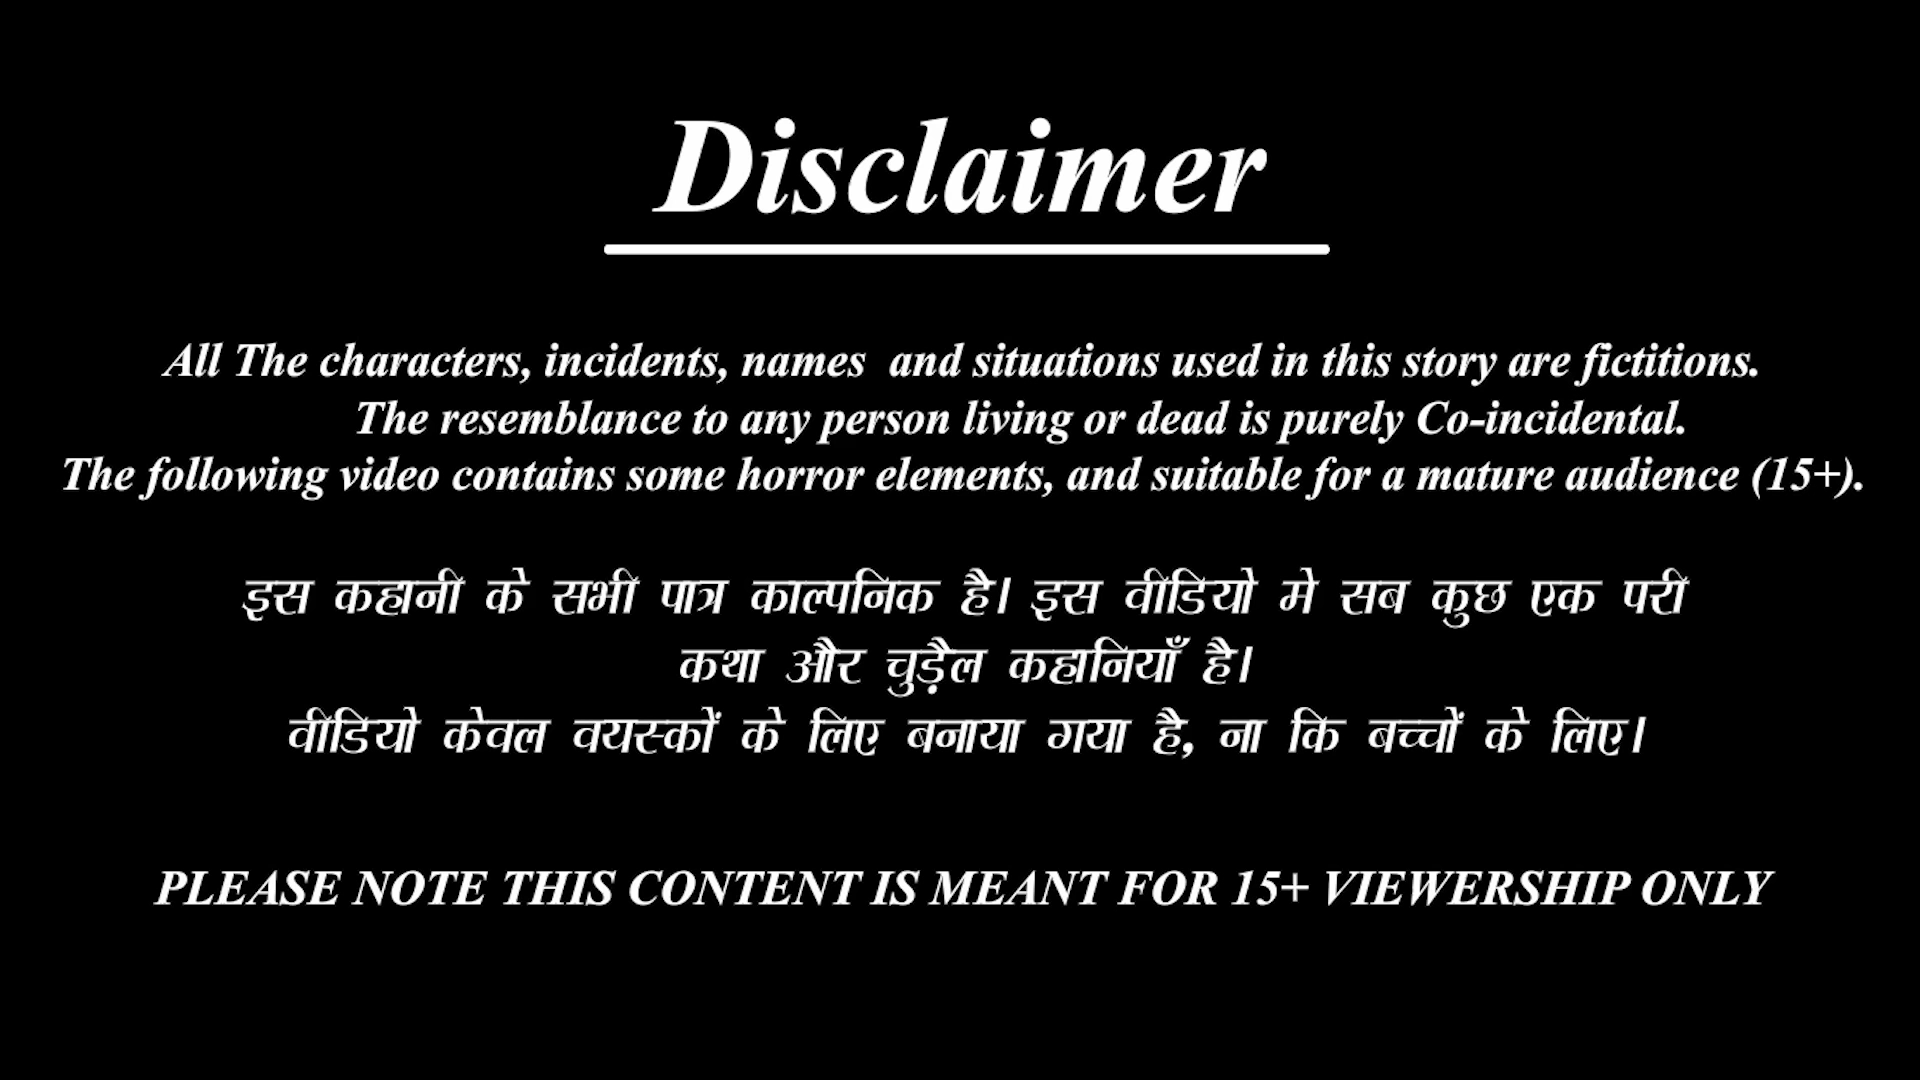 Disclaimer
All The characters, incidents, names and situations used in this story are fictitions.
The resemblance to any person living or dead is purely Co-incidental.
The following video contains some horror elements, and suitable for a mature audience (15+).
इस कहानी के सभी पात्र काल्पनिक है। इस वीडियो मे सब कुछ एक परी
कथा और चुड़ैल कहानियाँ है।
वीडियो केवल वयस्कों के लिए बनाया गया है, ना कि बच्चों के लिए।
PLEASE NOTE THIS CONTENT IS MEANT FOR 15+ VIEWERSHIP ONLY